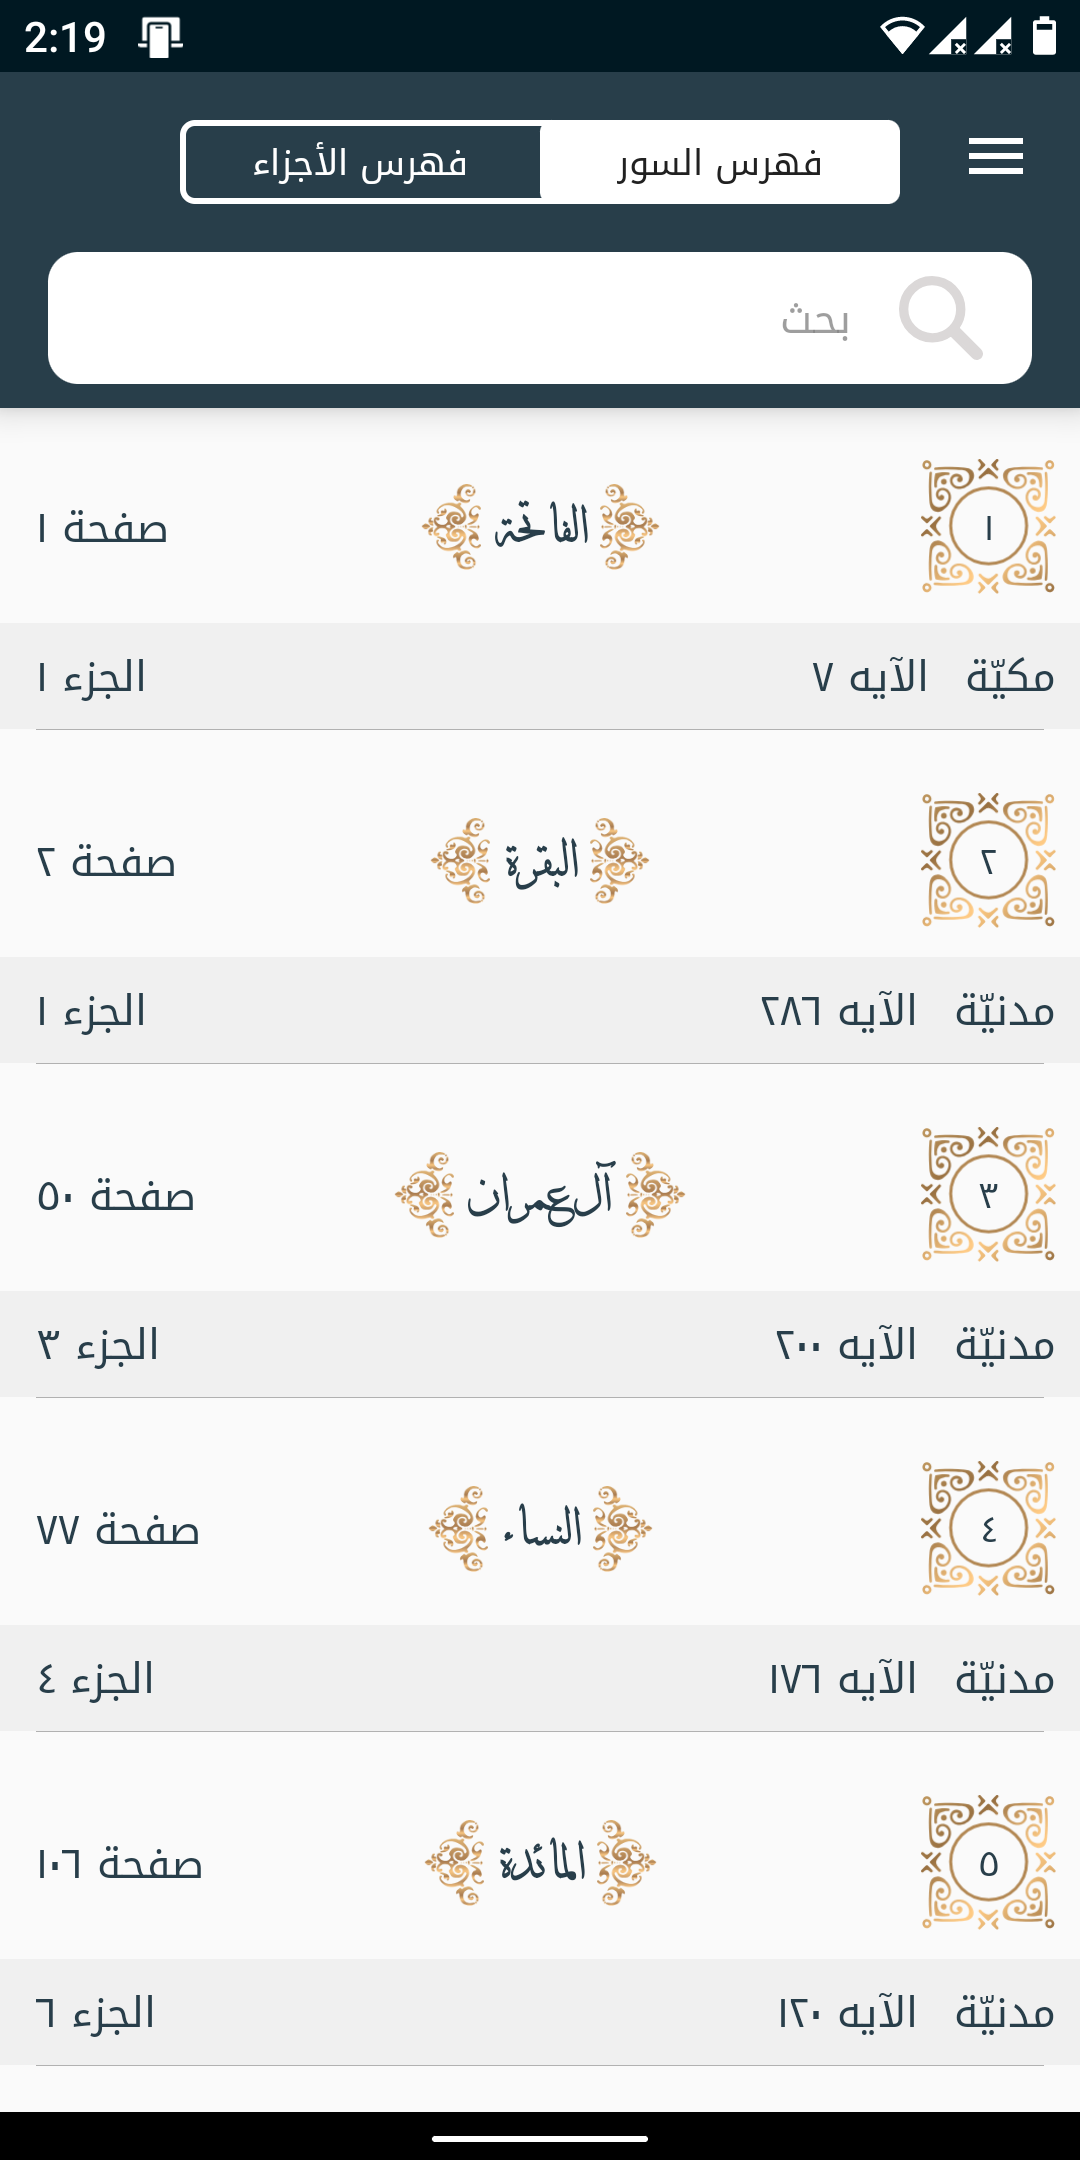 2:19
فهرس السور
فهرس الأجزاء
بحث
١ الفاتحة صفحة ١
مكيّة الآيه ٧ الجزء ١
٢ البقرة صفحة ٢
مدنيّة الآيه ٢٨٦ الجزء ١
٣ آل عمران صفحة ٥٠
مدنيّة الآيه ٢٠٠ الجزء ٣
٤ النساء صفحة ٧٧
مدنيّة الآيه ١٧٦ الجزء ٤
٥ المائدة صفحة ١٠٦
مدنيّة الآيه ١٢٠ الجزء ٦